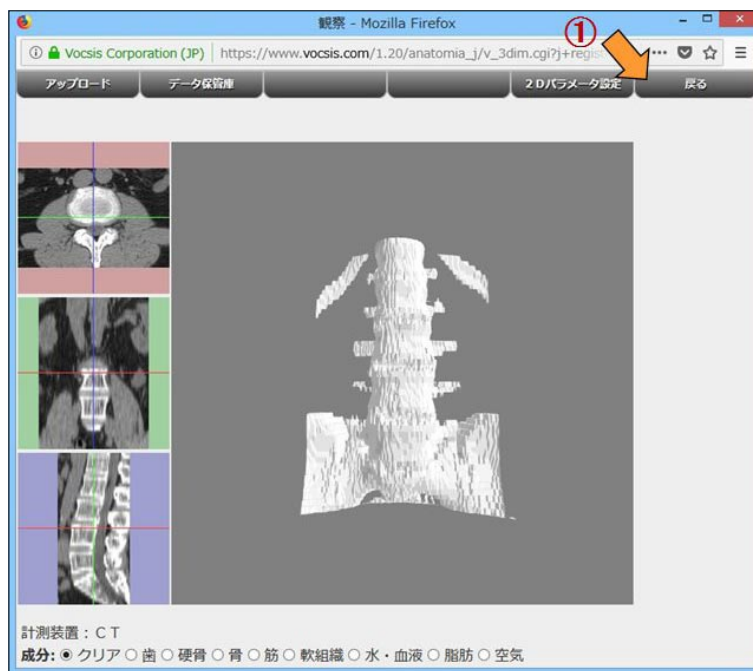 観察 - Mozilla Firefox
①
Vocsis Corporation (JP) https://www.vocsis.com/1.20/anatomia_j/v_3dim.cgi?j+regis
アップロード データ保管庫 2Dパラメータ設定 戻る
計測装置：ＣＴ
成分: クリア 歯 硬骨 骨 筋 軟組織 水・血液 脂肪 空気